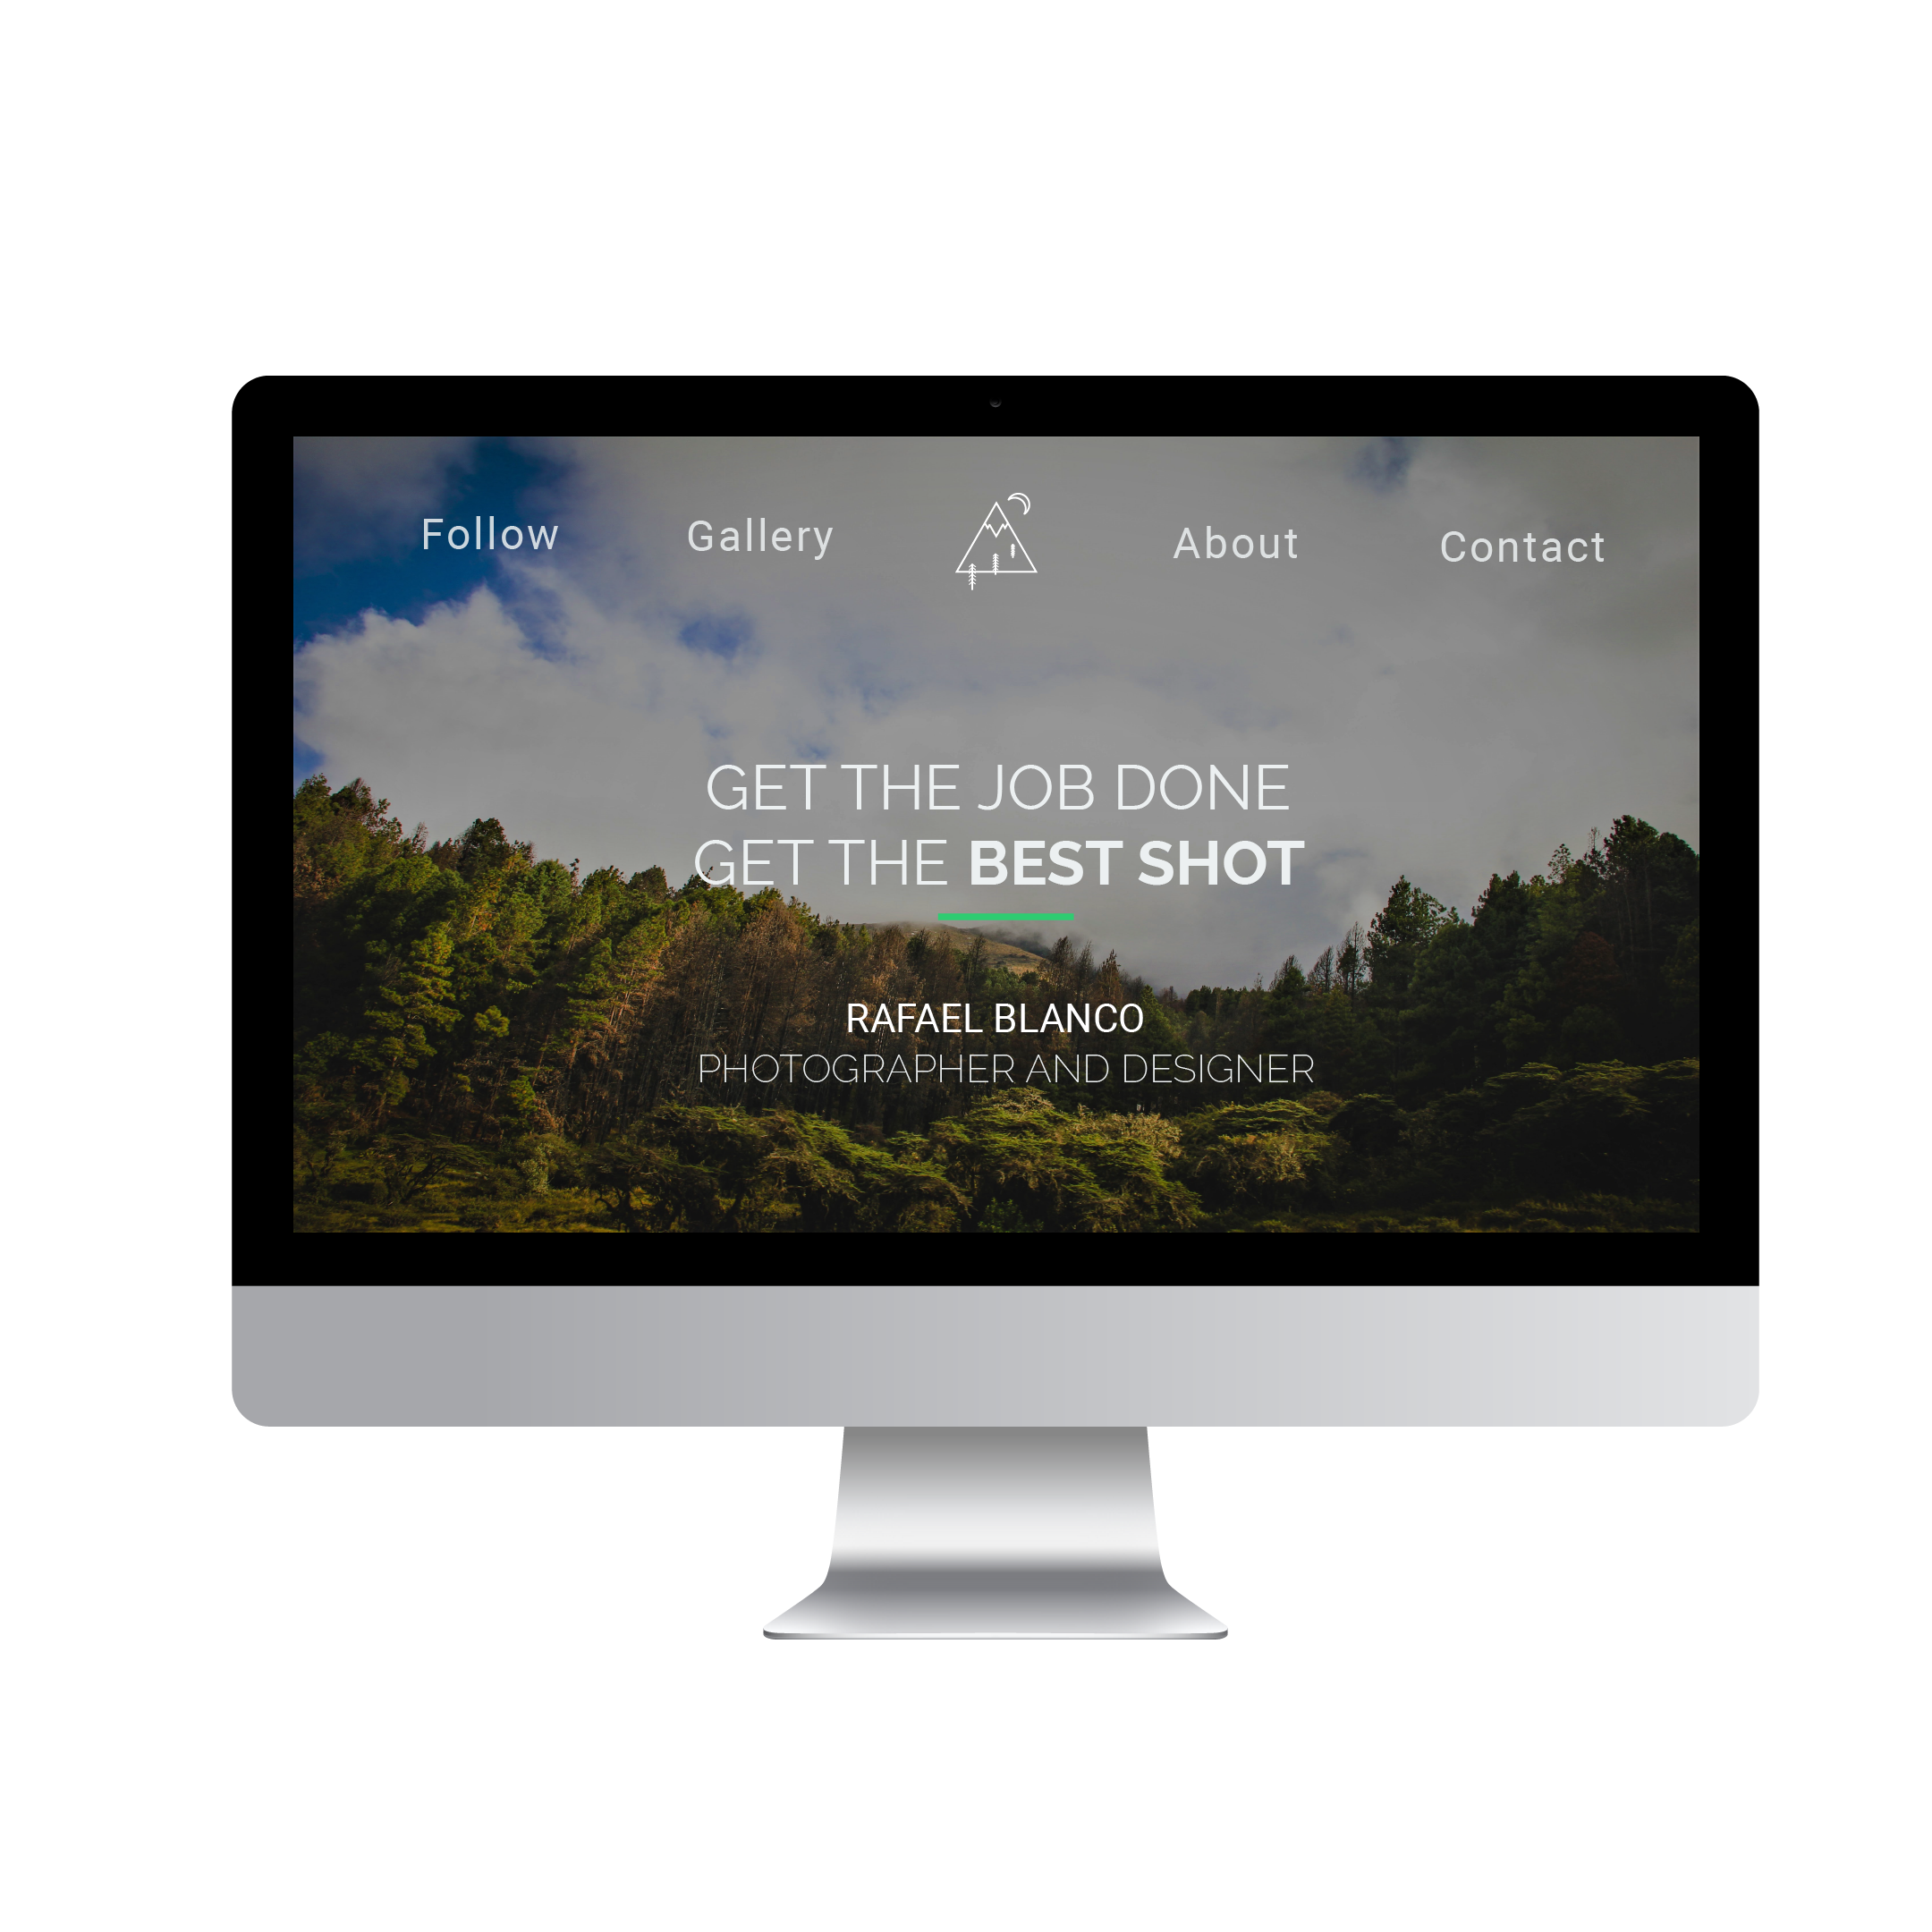 Follow Gallery About Contact
GET THE JOB DONE
GET THE BEST SHOT
RAFAEL BLANCO
PHOTOGRAPHER AND DESIGNER